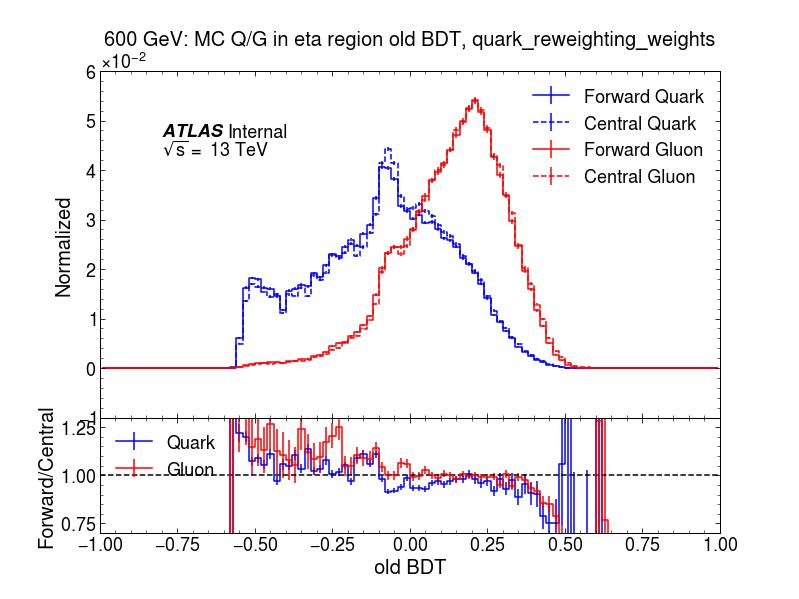 600 GeV: MC Q/G in eta region old BDT, quark_reweighting_weights
×10⁻²
6
5
4
3
2
1
0
1
Normalized
ATLAS Internal
√s = 13 TeV
Forward Quark
Central Quark
Forward Gluon
Central Gluon
1.25
1.00
0.75
Forward/Central
Quark
Gluon
−1.00 −0.75 −0.50 −0.25 0.00 0.25 0.50 0.75 1.00
old BDT